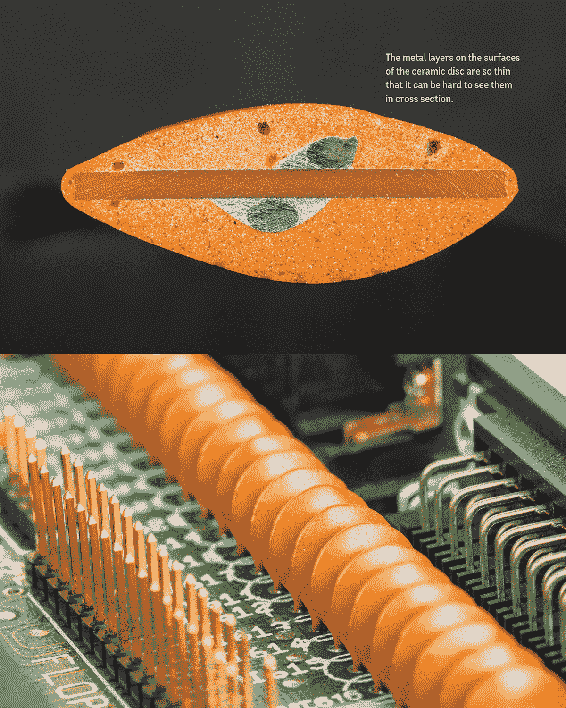 The metal layers on the surfaces
of the ceramic disc are so thin
that it can be hard to see them
in cross section.
FLOP